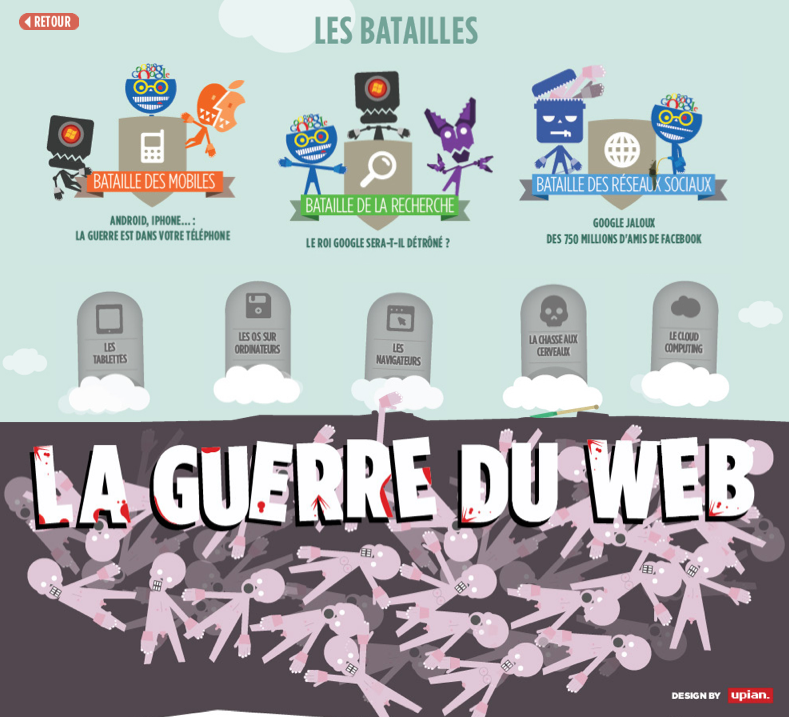 RETOUR
LES BATAILLES
BATAILLE DES MOBILES
ANDROID, IPHONE... :
LA GUERRE EST DANS VOTRE TÉLÉPHONE
BATAILLE DE LA RECHERCHE
LE ROI GOOGLE SERA-T-IL DÉTRÔNÉ ?
BATAILLE DES RÉSEAUX SOCIAUX
GOOGLE JALOUX
DES 750 MILLIONS D'AMIS DE FACEBOOK
LES
TABLETTES
LES OS SUR
ORDINATEURS
LES
NAVIGATEURS
LA CHASSE AUX
CERVEAUX
LE CLOUD
COMPUTING
LA GUERRE DU WEB
DESIGN BY upian.